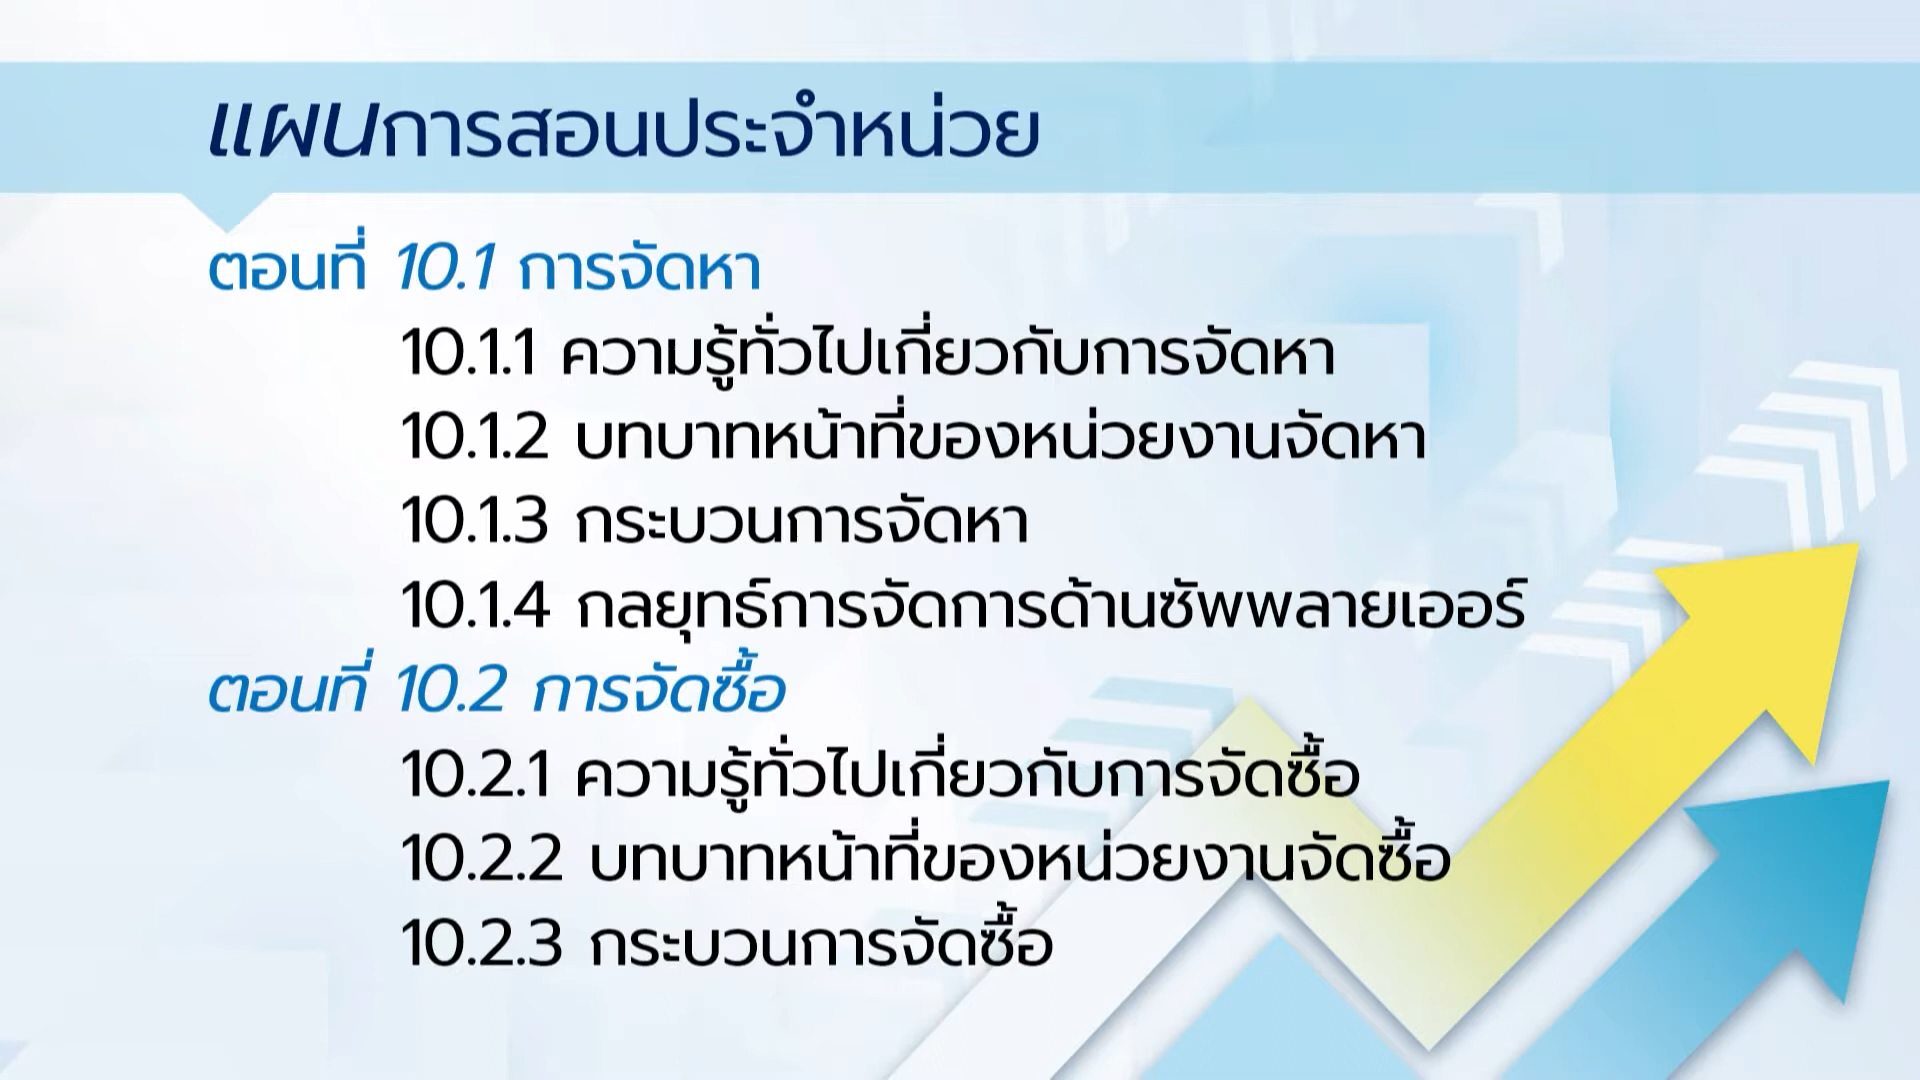 แผนการสอนประจำหน่วย
ตอนที่ 10.1 การจัดหา
10.1.1 ความรู้ทั่วไปเกี่ยวกับการจัดหา
10.1.2 บทบาทหน้าที่ของหน่วยงานจัดหา
10.1.3 กระบวนการจัดหา
10.1.4 กลยุทธ์การจัดการด้านซัพพลายเออร์
ตอนที่ 10.2 การจัดซื้อ
10.2.1 ความรู้ทั่วไปเกี่ยวกับการจัดซื้อ
10.2.2 บทบาทหน้าที่ของหน่วยงานจัดซื้อ
10.2.3 กระบวนการจัดซื้อ